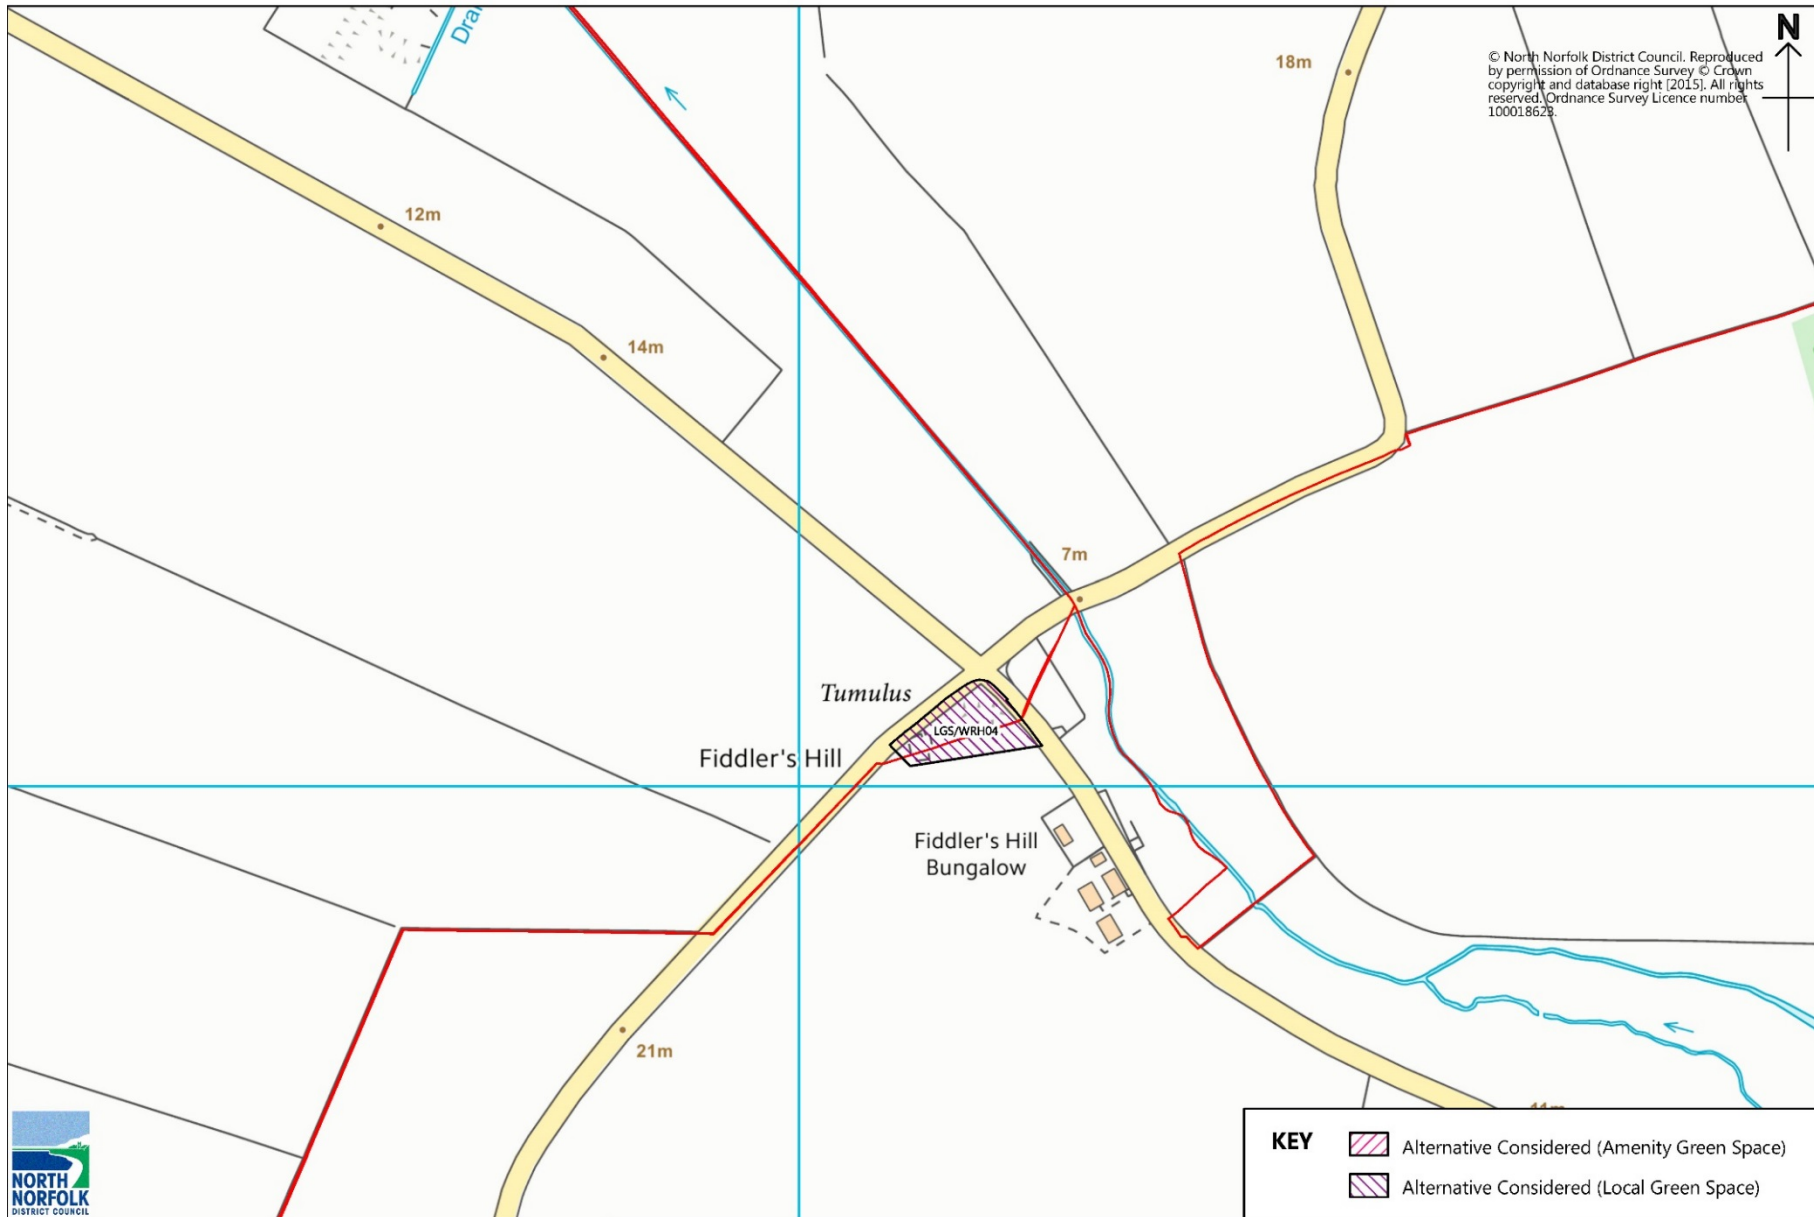 Drai
18m
N
© North Norfolk District Council. Reproduced
by permission of Ordnance Survey © Crown
copyright and database right [2015]. All rights
reserved. Ordnance Survey Licence number
100018623.
12m
14m
7m
Tumulus
LGS/WRH04
Fiddler's Hill
Fiddler's Hill
Bungalow
21m
11m
KEY
Alternative Considered (Amenity Green Space)
Alternative Considered (Local Green Space)
NORTH
NORFOLK
DISTRICT COUNCIL